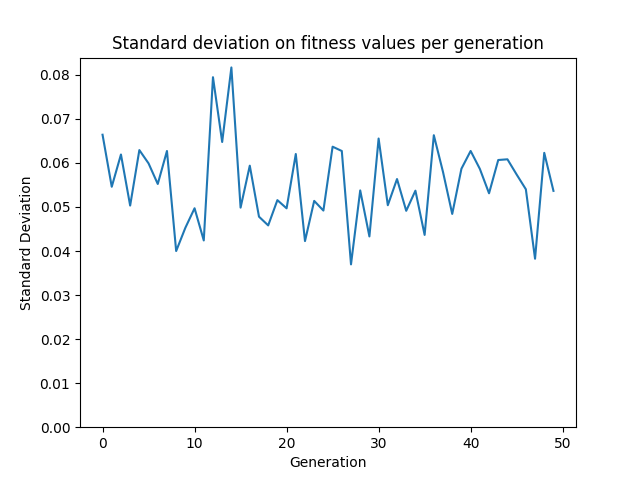 Standard deviation on fitness values per generation
0.08
0.07
0.06
0.05
0.04
0.03
0.02
0.01
0.00
Standard Deviation
0 10 20 30 40 50
Generation